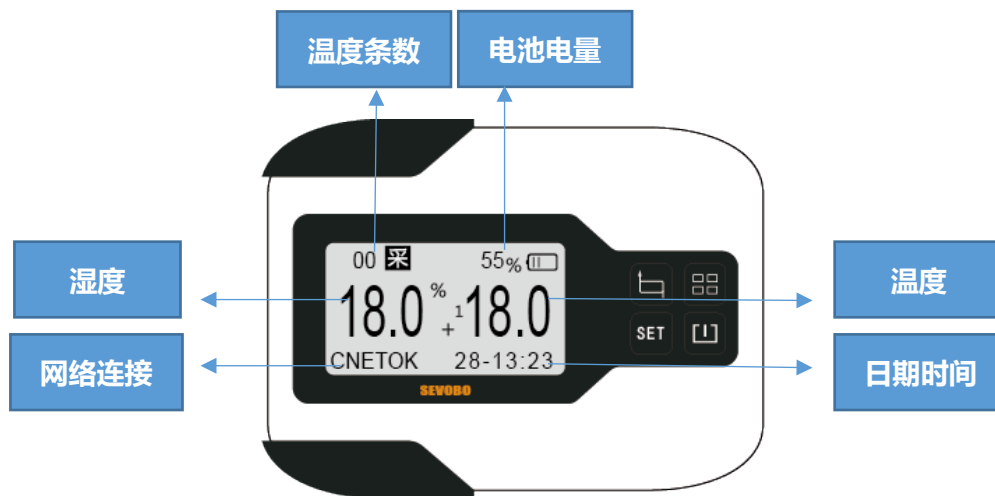 温度条数
电池电量
湿度
温度
网络连接
日期时间
00 采 55%
18.0 % 1 +18.0
CNETOK 28-13:23
SET
SEVOBO